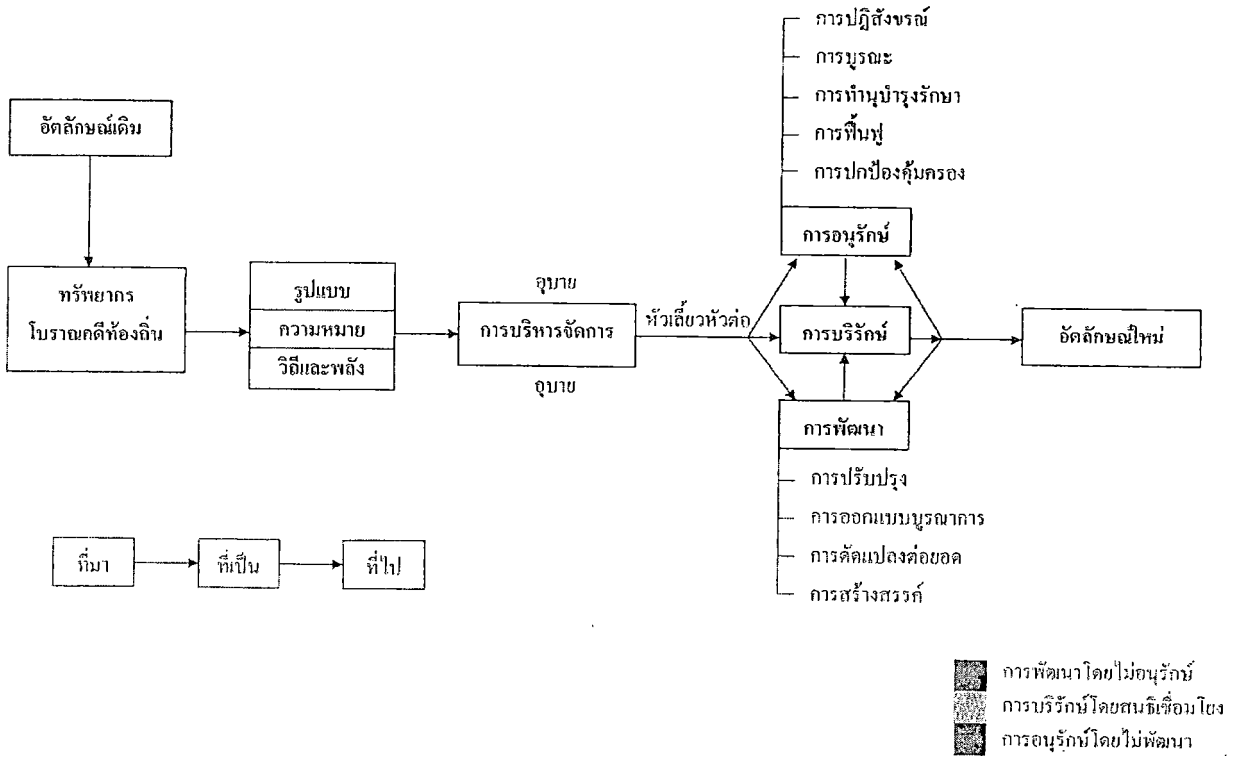 การปฏิสังขรณ์
การบูรณะ
การทำนุบำรุงรักษา
การฟื้นฟู
การปกป้องคุ้มครอง
อัตลักษณ์เดิม
การอนุรักษ์
ทรัพยากร
โบราณคดีท้องถิ่น
รูปแบบ
ความหมาย
วิถีและพลัง
อุบาย
การบริหารจัดการ
อุบาย
หัวเลี้ยวหัวต่อ
การบริรักษ์
อัตลักษณ์ใหม่
การพัฒนา
การปรับปรุง
การออกแบบบูรณาการ
การดัดแปลงต่อยอด
การสร้างสรรค์
ที่มา
ที่เป็น
ที่ไป
การพัฒนาโดยไม่อนุรักษ์
การบริรักษ์โดยสนธิเชื่อมโยง
การอนุรักษ์โดยไม่พัฒนา